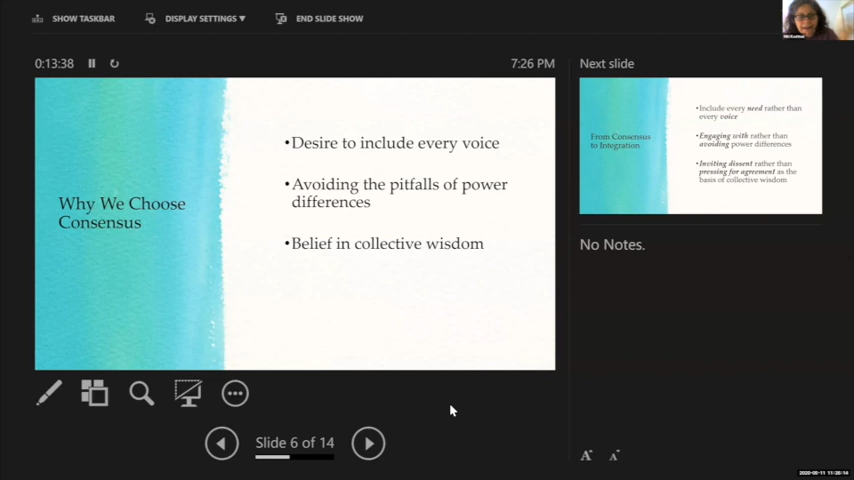 SHOW TASKBAR
DISPLAY SETTINGS ▼
END SLIDE SHOW
0:13:38
7:26 PM
Next slide
Why We Choose
Consensus
•Desire to include every voice
•Avoiding the pitfalls of power
differences
•Belief in collective wisdom
From Consensus
to Integration
•Include every need rather than
every voice
•Engaging with rather than
avoiding power differences
•Inviting dissent rather than
pressing for agreement as the
basis of collective wisdom
No Notes.
Slide 6 of 14
A A